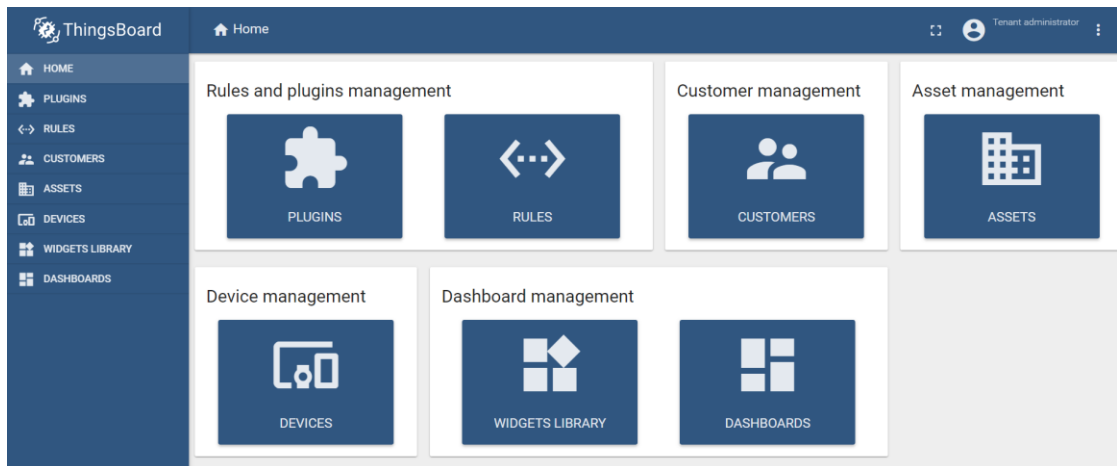 ThingsBoard
Home
Tenant administrator
HOME
PLUGINS
RULES
CUSTOMERS
ASSETS
DEVICES
WIDGETS LIBRARY
DASHBOARDS
Rules and plugins management
PLUGINS
RULES
Customer management
CUSTOMERS
Asset management
ASSETS
Device management
DEVICES
Dashboard management
WIDGETS LIBRARY
DASHBOARDS